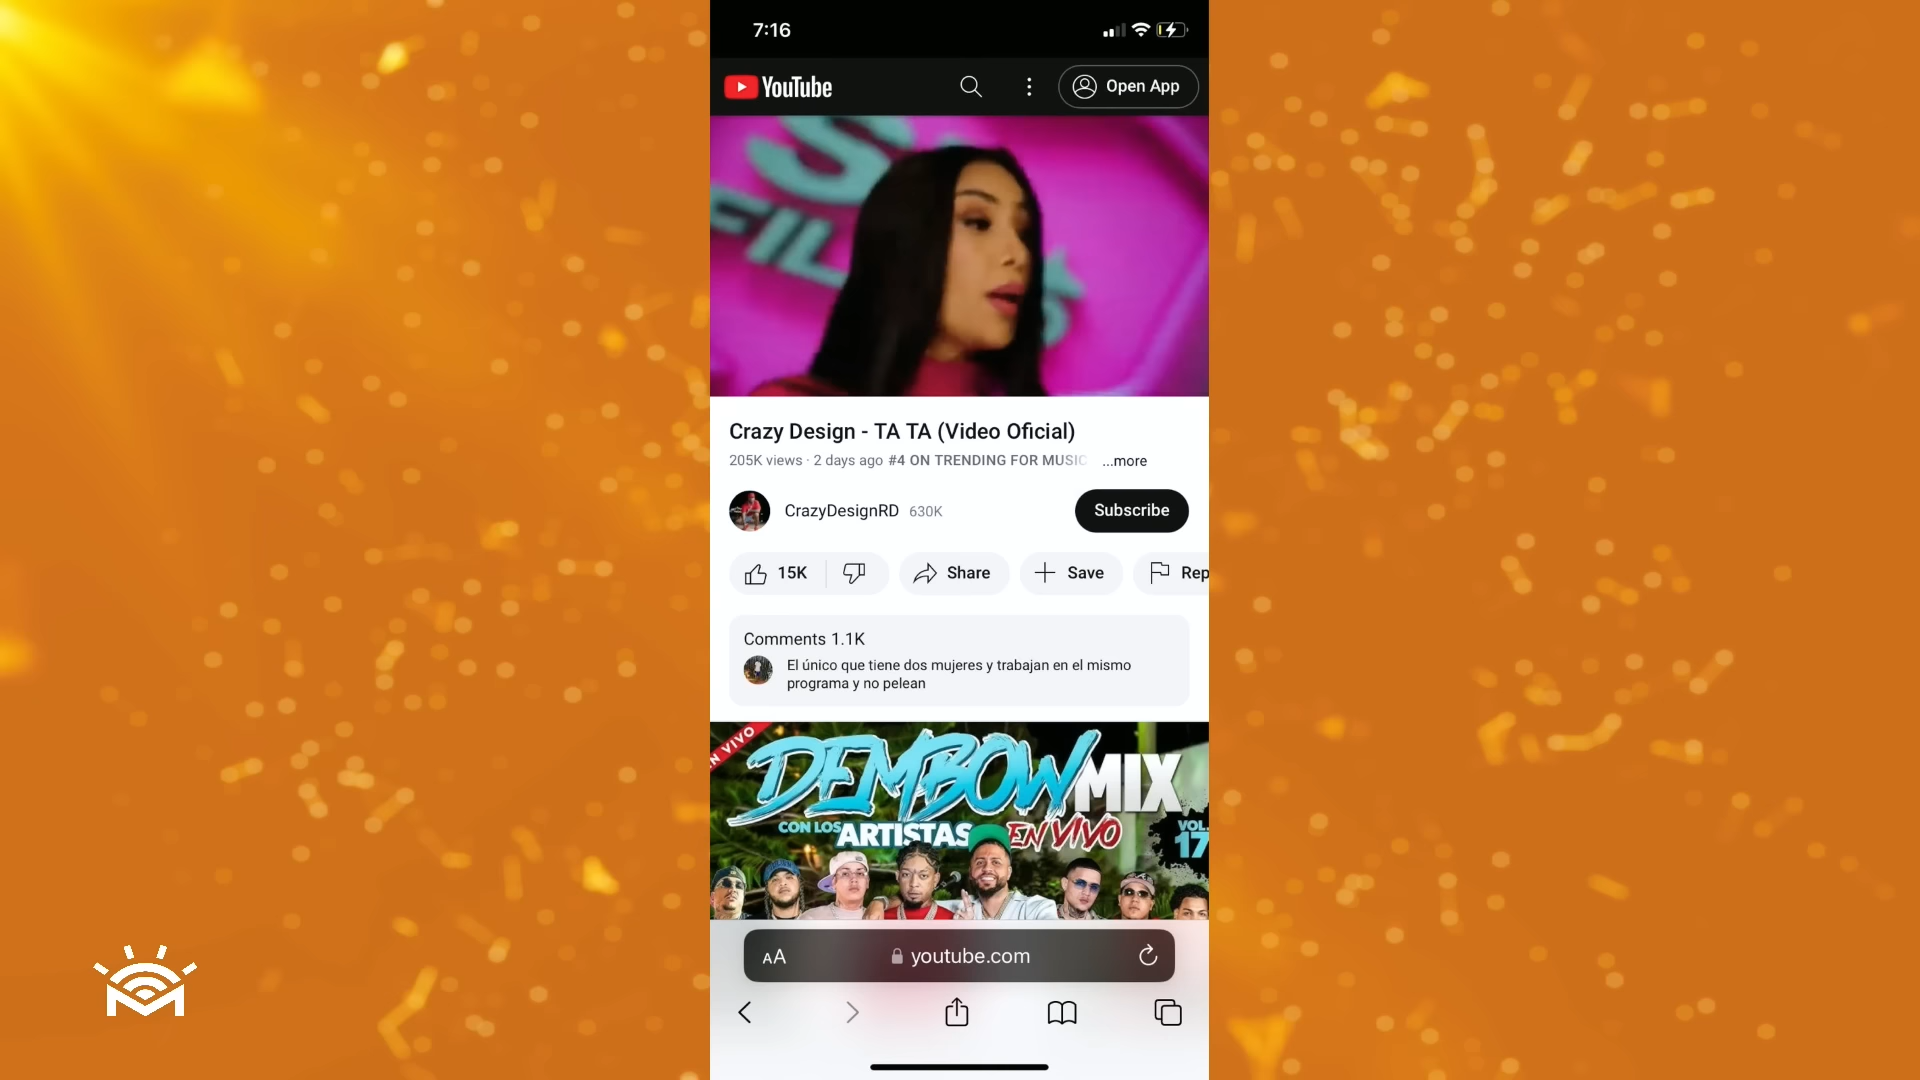 7:16
YouTube
Open App
S
FIL
Crazy Design - TA TA (Video Oficial)
205K views · 2 days ago #4 ON TRENDING FOR MUSIC ...more
CrazyDesignRD 630K
Subscribe
15K
Share
Save
Rep
Comments 1.1K
El único que tiene dos mujeres y trabajan en el mismo
programa y no pelean
N VIVO
DEMBOW MIX
CON LOS ARTISTAS EN VIVO
VOL.
17
AA
youtube.com